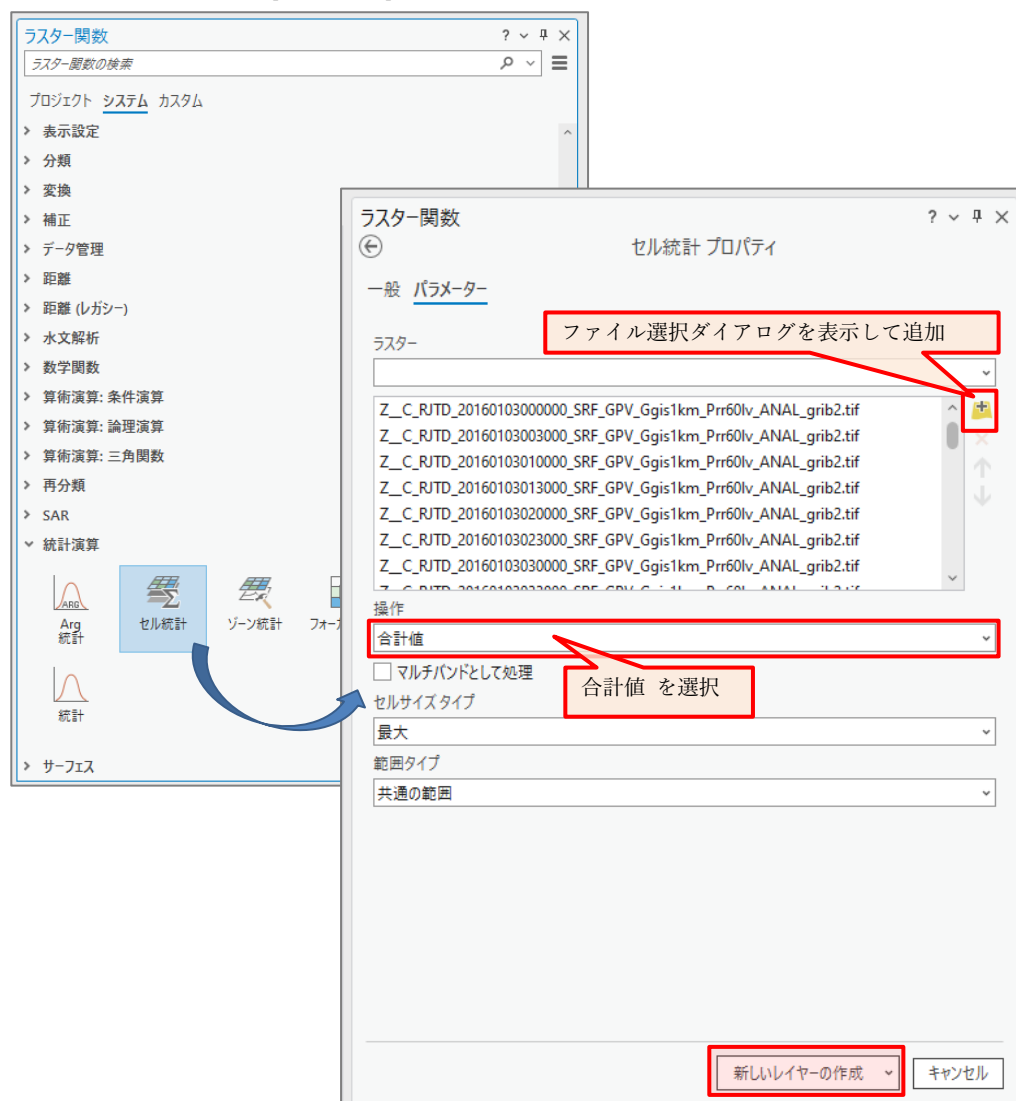 ラスター関数
ラスター関数の検索
プロジェクト システム カスタム
表示設定
分類
変換
補正
データ管理
距離
距離 (レガシー)
水文解析
数学関数
算術演算: 条件演算
算術演算: 論理演算
算術演算: 三角関数
再分類
SAR
統計演算
ARG
Arg
統計
セル統計
ゾーン統計
統計
サーフェス
ラスター関数
セル統計 プロパティ
一般 パラメーター
ファイル選択ダイアログを表示して追加
ラスター
Z__C_RJTD_20160103000000_SRF_GPV_Ggis1km_Prr60lv_ANAL_grib2.tif
Z__C_RJTD_20160103003000_SRF_GPV_Ggis1km_Prr60lv_ANAL_grib2.tif
Z__C_RJTD_20160103010000_SRF_GPV_Ggis1km_Prr60lv_ANAL_grib2.tif
Z__C_RJTD_20160103013000_SRF_GPV_Ggis1km_Prr60lv_ANAL_grib2.tif
Z__C_RJTD_20160103020000_SRF_GPV_Ggis1km_Prr60lv_ANAL_grib2.tif
Z__C_RJTD_20160103023000_SRF_GPV_Ggis1km_Prr60lv_ANAL_grib2.tif
Z__C_RJTD_20160103030000_SRF_GPV_Ggis1km_Prr60lv_ANAL_grib2.tif
操作
合計値
マルチバンドとして処理
合計値 を選択
セルサイズ タイプ
最大
範囲タイプ
共通の範囲
新しいレイヤーの作成
キャンセル